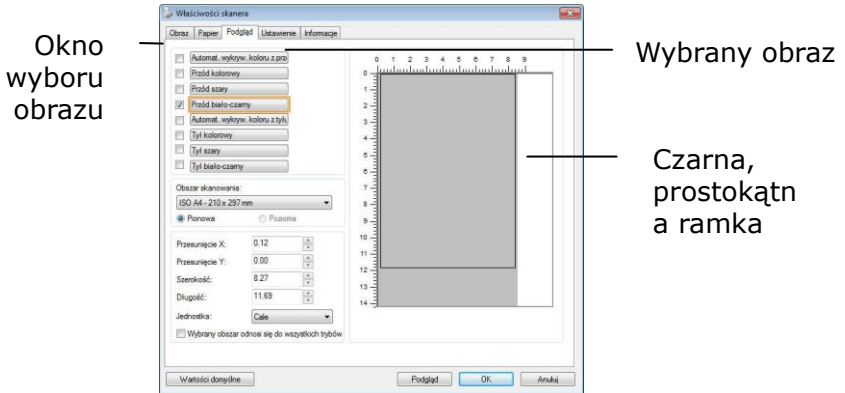 Właściwości skanera
Obraz Papier Podgląd Ustawienie Informacje
Okno
wyboru
obrazu
Automat. wykryw. koloru z prz
Przód kolorowy
Przód szary
Przód biało-czarny
Automat. wykryw. koloru z tyłu
Tył kolorowy
Tył szary
Tył biało-czarny
Obszar skanowania:
ISO A4 - 210 x 297 mm
Pionowa Pozioma
Przesunięcie X: 0.12
Przesunięcie Y: 0.00
Szerokość: 8.27
Długość: 11.69
Jednostka: Cale
Wybrany obszar odnosi się do wszystkich trybów
0 1 2 3 4 5 6 7 8 9
0
1
2
3
4
5
6
7
8
9
10
11
12
13
14
Wybrany obraz
Czarna,
prostokątn
a ramka
Wartości domyślne Podgląd OK Anuluj